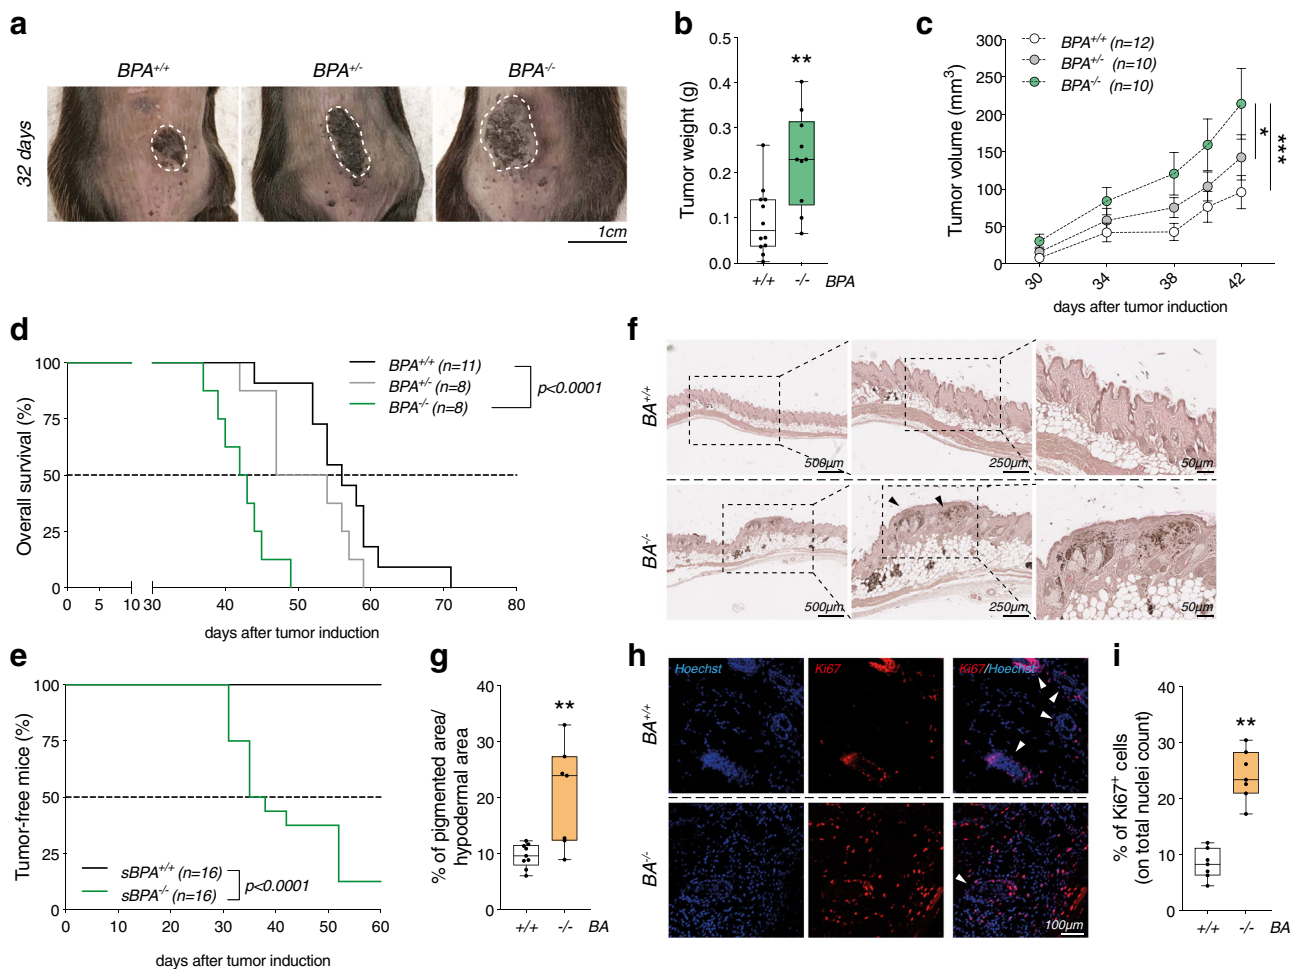 a
BPA+/+
BPA+/-
BPA-/-
32 days
1cm
b
Tumor weight (g)
0.5
0.4
0.3
0.2
0.1
0.0
**
+/+ -/- BPA
c
Tumor volume (mm3)
300
250
200
150
100
50
0
BPA+/+ (n=12)
BPA+/- (n=10)
BPA-/- (n=10)
*
***
30 34 38 42
days after tumor induction
d
Overall survival (%)
100
75
50
25
0
BPA+/+ (n=11)
BPA+/- (n=8)
BPA-/- (n=8)
p<0.0001
0 5 10 30 40 50 60 70 80
days after tumor induction
e
Tumor-free mice (%)
100
75
50
25
0
sBPA+/+ (n=16)
sBPA-/- (n=16)
p<0.0001
0 10 20 30 40 50 60
days after tumor induction
f
BA+/+
500µm
250µm
50µm
BA-/-
500µm
250µm
50µm
g
% of pigmented area/
hypodermal area
40
30
20
10
0
**
+/+ -/- BA
h
Hoechst
Ki67
Ki67/Hoechst
BA+/+
BA-/-
100µm
i
% of Ki67+ cells
(on total nuclei count)
40
30
20
10
0
**
+/+ -/- BA